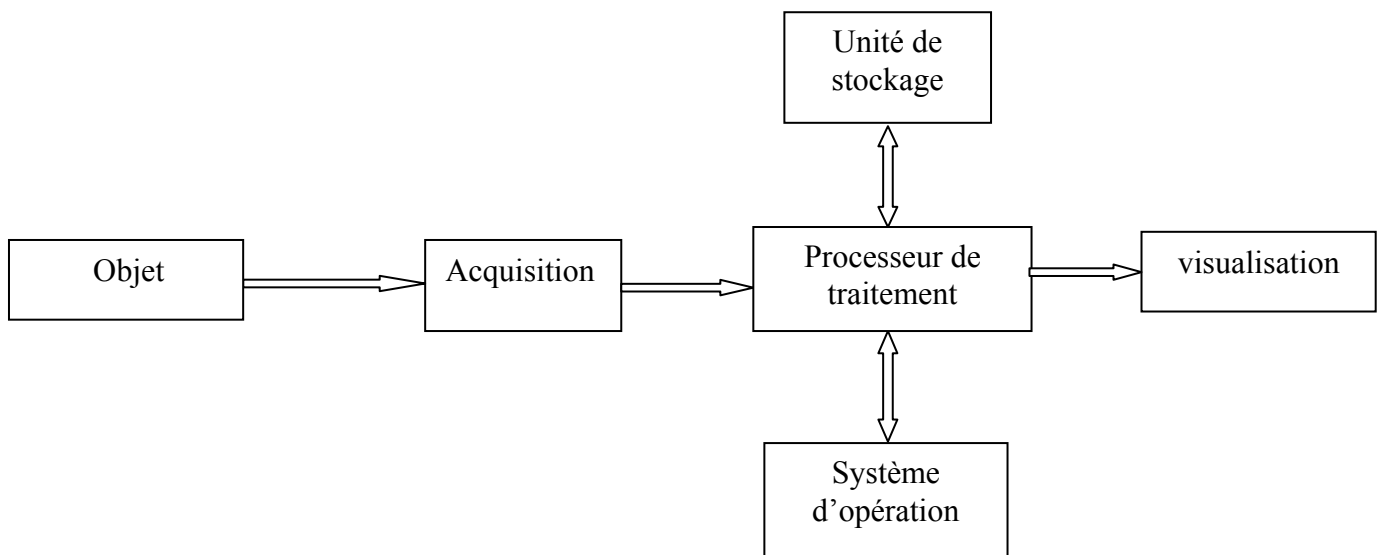 Unité de
stockage
Objet
Acquisition
Processeur de
traitement
visualisation
Système
d’opération